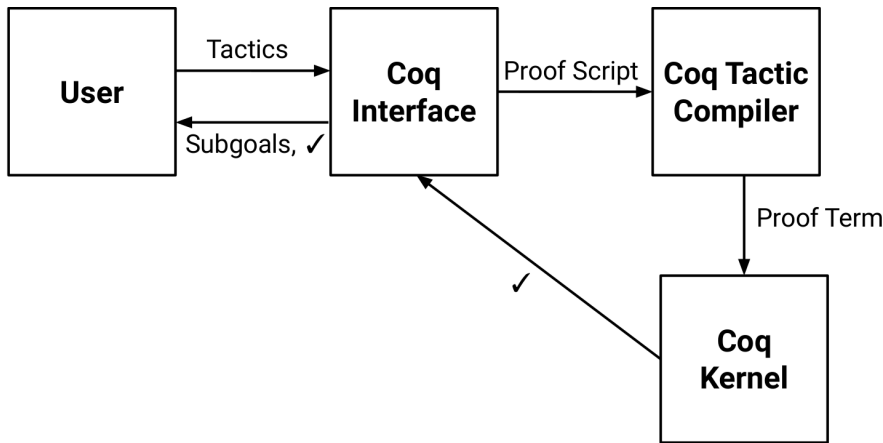 User
Tactics
Subgoals, ✓
Coq
Interface
Proof Script
Coq Tactic
Compiler
Proof Term
✓
Coq
Kernel